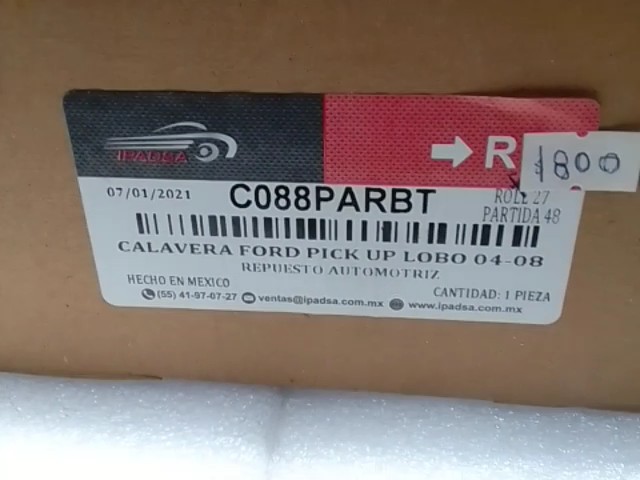 IPADSA
R
1800
07/01/2021
C088PARBT
ROLL 27
PARTIDA 48
CALAVERA FORD PICK UP LOBO 04-08
REPUESTO AUTOMOTRIZ
HECHO EN MEXICO
CANTIDAD: 1 PIEZA
(55) 41-97-07-27 ventas@ipadsa.com.mx www.ipadsa.com.mx